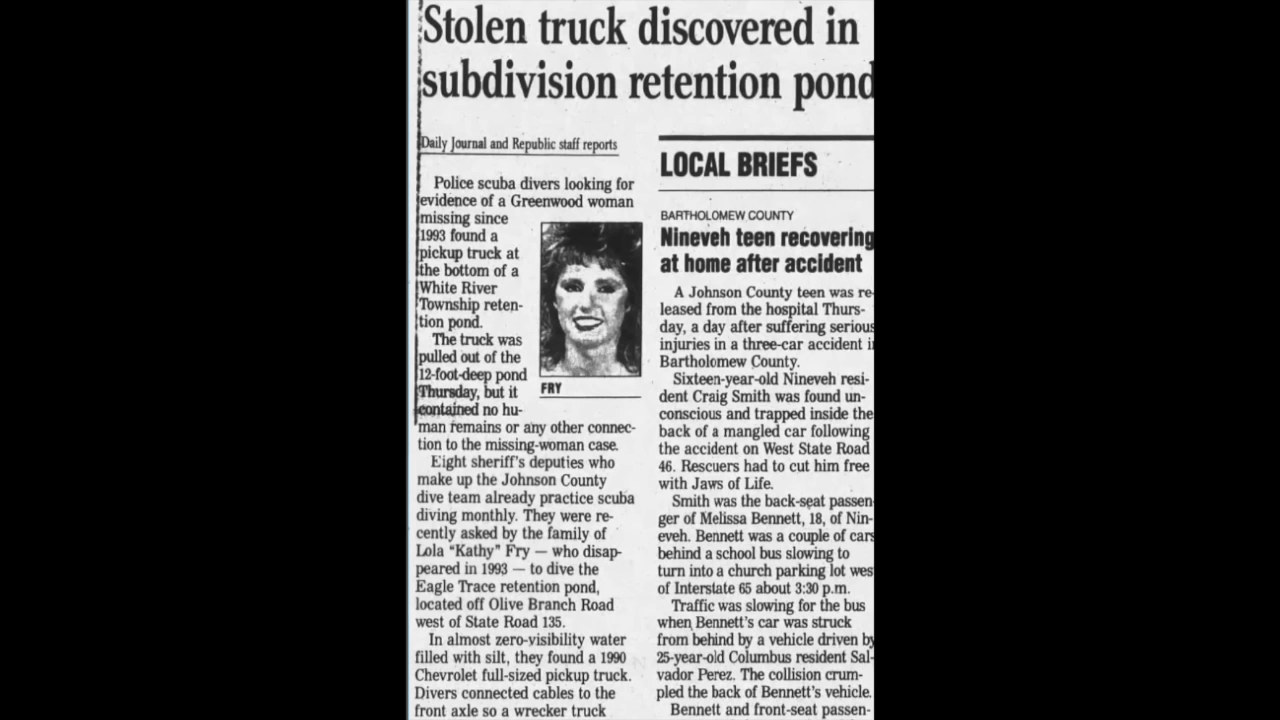 Stolen truck discovered in
subdivision retention pond
Daily Journal and Republic staff reports
Police scuba divers looking for
evidence of a Greenwood woman
missing since
1993 found a
pickup truck at
the bottom of a
White River
Township reten-
tion pond.
The truck was
pulled out of the
12-foot-deep pond
Thursday, but it
contained no hu-
man remains or any other connec-
tion to the missing-woman case.
Eight sheriff's deputies who
make up the Johnson County
dive team already practice scuba
diving monthly. They were re-
cently asked by the family of
Lola "Kathy" Fry — who disap-
peared in 1993 — to dive the
Eagle Trace retention pond,
located off Olive Branch Road
west of State Road 135.
In almost zero-visibility water
filled with silt, they found a 1990
Chevrolet full-sized pickup truck.
Divers connected cables to the
front axle so a wrecker truck
FRY
LOCAL BRIEFS
BARTHOLOMEW COUNTY
Nineveh teen recovering
at home after accident
A Johnson County teen was re-
leased from the hospital Thurs-
day, a day after suffering serious
injuries in a three-car accident i
Bartholomew County.
Sixteen-year-old Nineveh resi-
dent Craig Smith was found un-
conscious and trapped inside the
back of a mangled car following
the accident on West State Road
46. Rescuers had to cut him free
with Jaws of Life.
Smith was the back-seat passen-
ger of Melissa Bennett, 18, of Nin-
eveh. Bennett was a couple of cars
behind a school bus slowing to
turn into a church parking lot wes
of Interstate 65 about 3:30 p.m.
Traffic was slowing for the bus
when Bennett's car was struck
from behind by a vehicle driven by
25-year-old Columbus resident Sal-
vador Perez. The collision crum-
pled the back of Bennett's vehicle.
Bennett and front-seat passen-